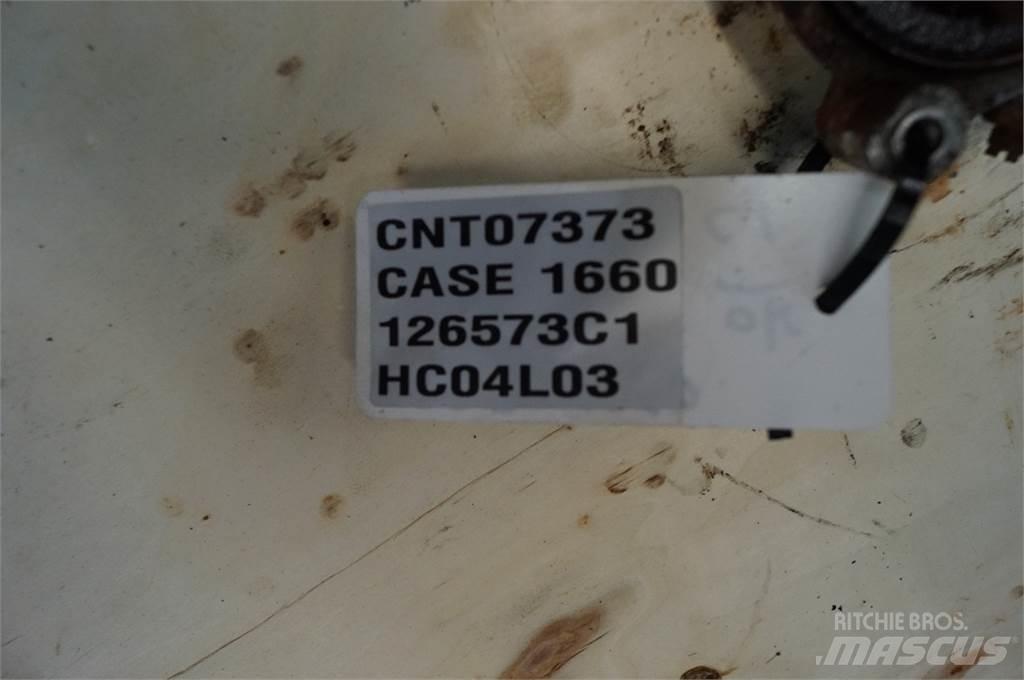 CNT07373
CASE 1660
126573C1
HC04L03
RITCHIE BROS.
MASCUS